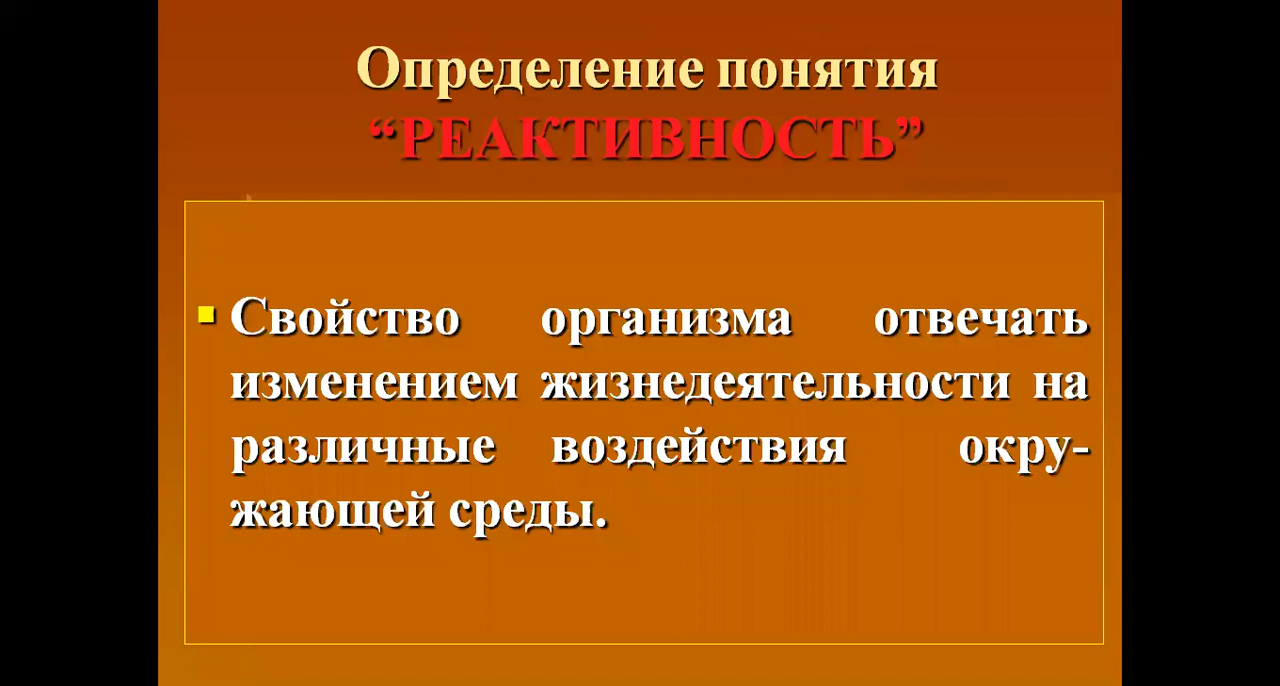 Определение понятия
“РЕАКТИВНОСТЬ”
Свойство организма отвечать
изменением жизнедеятельности на
различные воздействия окру-
жающей среды.